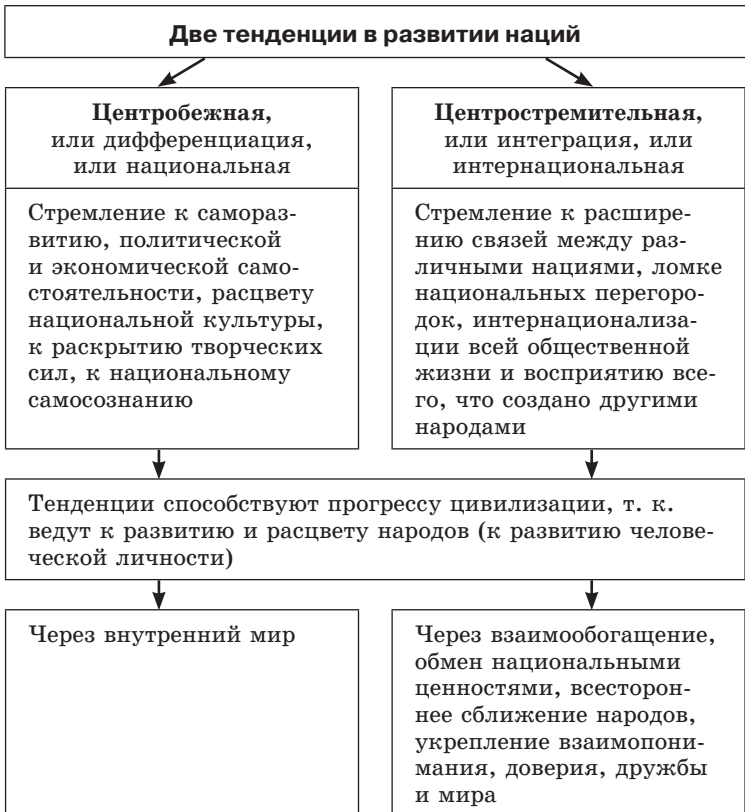 Две тенденции в развитии наций
Центробежная,
или дифференциация,
или национальная
Центростремительная,
или интеграция, или
интернациональная
Стремление к самораз-
витию, политической
и экономической само-
стоятельности, расцвету
национальной культуры,
к раскрытию творческих
сил, к национальному
самосознанию
Стремление к расшире-
нию связей между раз-
личными нациями, ломке
национальных перегоро-
док, интернационализа-
ции всей общественной
жизни и восприятию все-
го, что создано другими
народами
Тенденции способствуют прогрессу цивилизации, т. к.
ведут к развитию и расцвету народов (к развитию челове-
ческой личности)
Через внутренний мир
Через взаимообогащение,
обмен национальными
ценностями, всесторон-
нее сближение народов,
укрепление взаимопони-
мания, доверия, дружбы
и мира